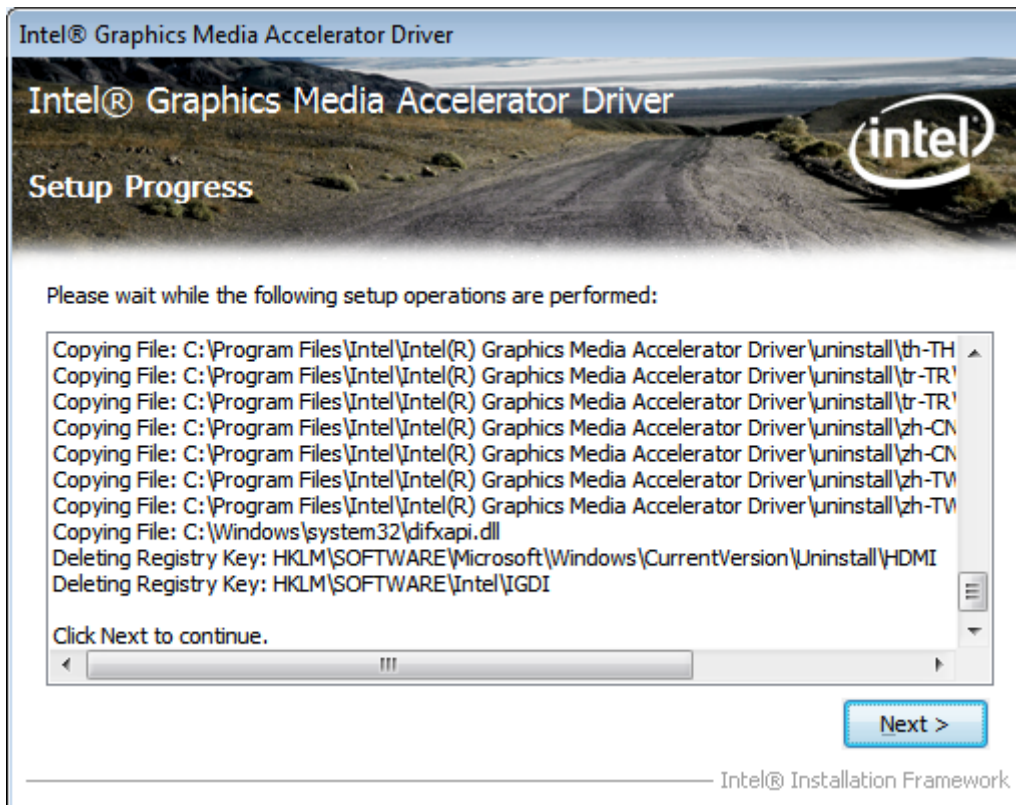 Intel® Graphics Media Accelerator Driver
Intel® Graphics Media Accelerator Driver
intel
Setup Progress
Please wait while the following setup operations are performed:
Copying File: C:\Program Files\Intel\Intel(R) Graphics Media Accelerator Driver\uninstall\th-TH
Copying File: C:\Program Files\Intel\Intel(R) Graphics Media Accelerator Driver\uninstall\tr-TR\
Copying File: C:\Program Files\Intel\Intel(R) Graphics Media Accelerator Driver\uninstall\tr-TR\
Copying File: C:\Program Files\Intel\Intel(R) Graphics Media Accelerator Driver\uninstall\zh-CN
Copying File: C:\Program Files\Intel\Intel(R) Graphics Media Accelerator Driver\uninstall\zh-CN
Copying File: C:\Program Files\Intel\Intel(R) Graphics Media Accelerator Driver\uninstall\zh-TW
Copying File: C:\Program Files\Intel\Intel(R) Graphics Media Accelerator Driver\uninstall\zh-TW
Copying File: C:\Windows\system32\difxapi.dll
Deleting Registry Key: HKLM\SOFTWARE\Microsoft\Windows\CurrentVersion\Uninstall\HDMI
Deleting Registry Key: HKLM\SOFTWARE\Intel\IGDI
Click Next to continue.
Next >
Intel® Installation Framework